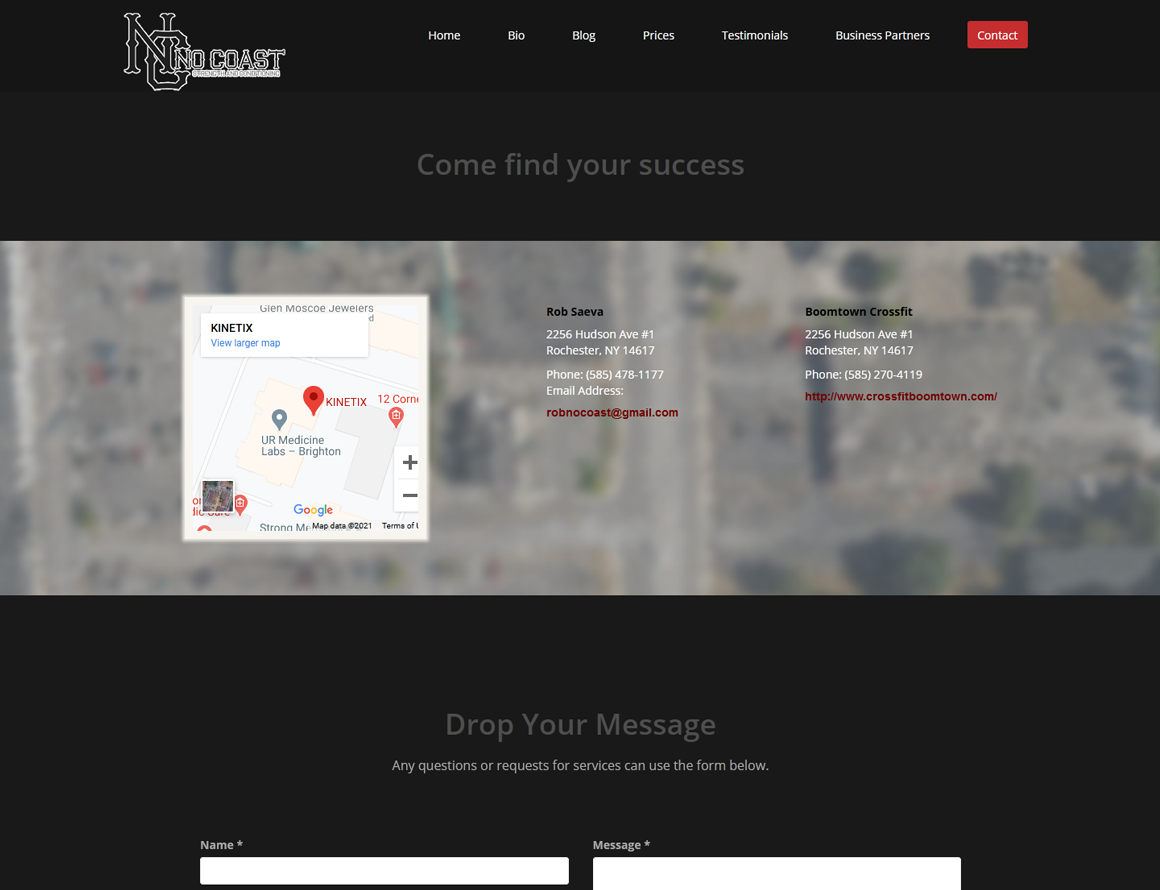 NC NO COAST
STRENGTH AND CONDITIONING
Home
Bio
Blog
Prices
Testimonials
Business Partners
Contact
Come find your success
Glen Moscoe Jewelers
KINETIX
View larger map
KINETIX
12 Corne
UR Medicine
Labs – Brighton
Google
Strong Me
Map data ©2021
Terms of
Rob Saeva
2256 Hudson Ave #1
Rochester, NY 14617
Phone: (585) 478-1177
Email Address:
robnocoast@gmail.com
Boomtown Crossfit
2256 Hudson Ave #1
Rochester, NY 14617
Phone: (585) 270-4119
http://www.crossfitboomtown.com/
Drop Your Message
Any questions or requests for services can use the form below.
Name *
Message *